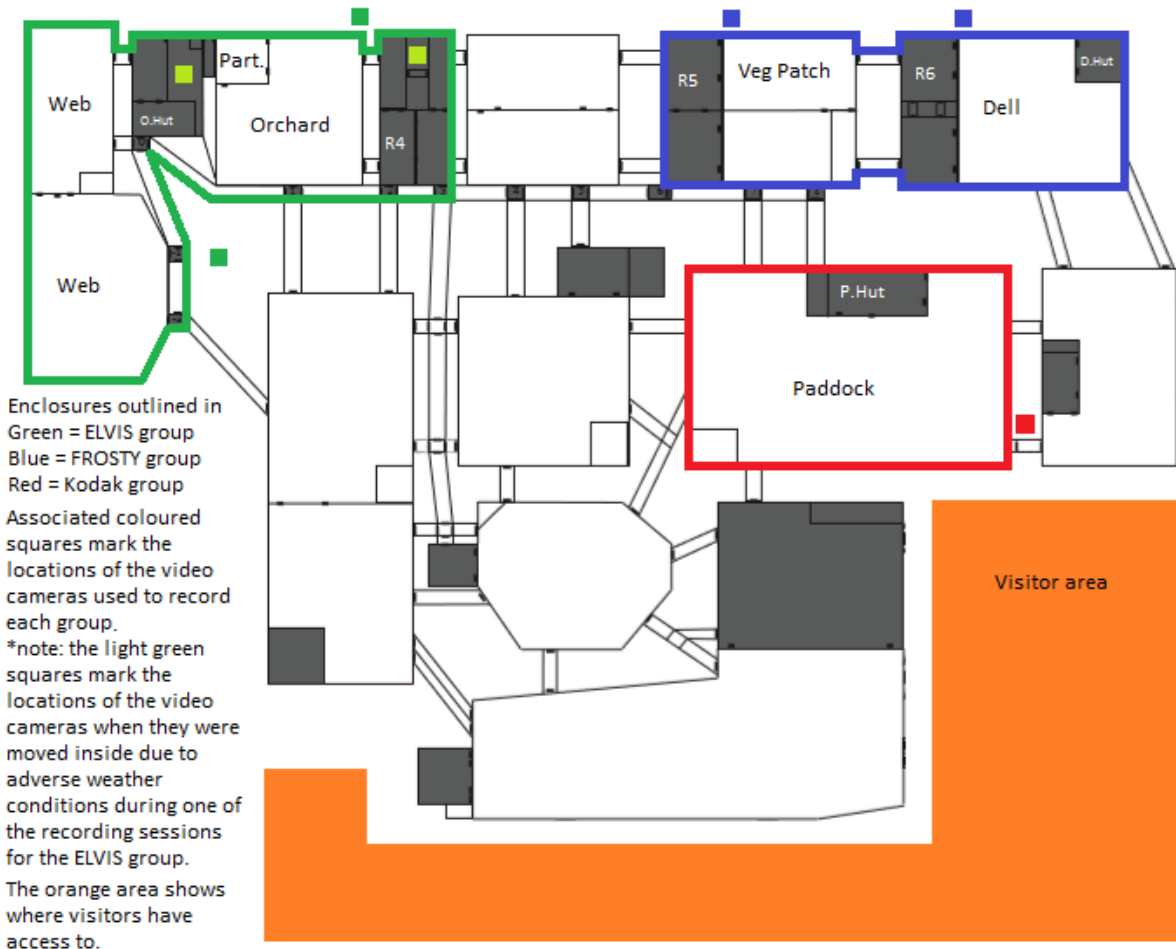 Web
Part.
O.Hut
Orchard
R4
R5
Veg Patch
R6
D.Hut
Dell
Web
P.Hut
Paddock
Enclosures outlined in
Green = ELVIS group
Blue = FROSTY group
Red = Kodak group
Associated coloured
squares mark the
locations of the video
cameras used to record
each group.
*note: the light green
squares mark the
locations of the video
cameras when they were
moved inside due to
adverse weather
conditions during one of
the recording sessions
for the ELVIS group.
The orange area shows
where visitors have
access to.
Visitor area